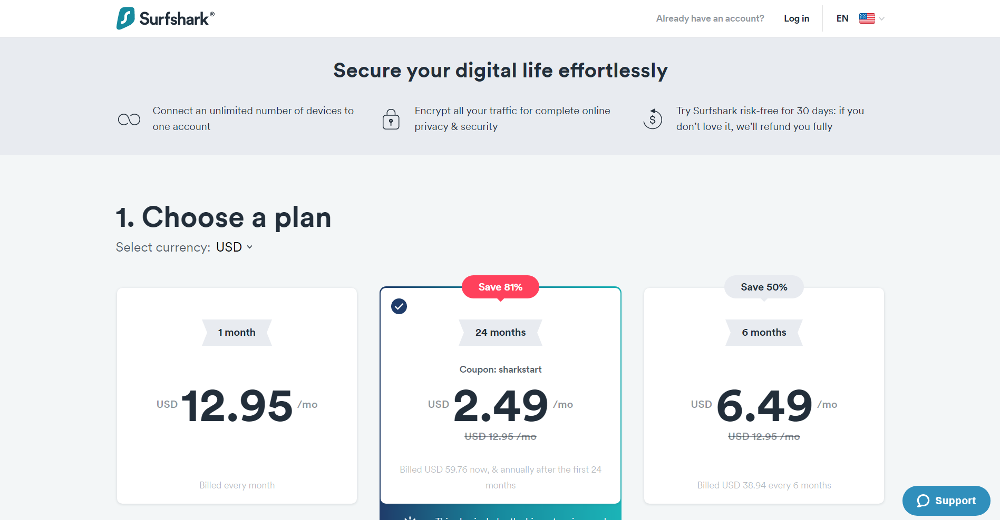 Surfshark®
Already have an account?
Log in
EN
Secure your digital life effortlessly
Connect an unlimited number of devices to
one account
Encrypt all your traffic for complete online
privacy & security
Try Surfshark risk-free for 30 days: if you
don’t love it, we’ll refund you fully
1. Choose a plan
Select currency: USD
1 month
USD 12.95 /mo
Billed every month
Save 81%
24 months
Coupon: sharkstart
USD 2.49 /mo
USD 12.95 /mo
Billed USD 59.76 now, & annually after the first 24
months
Save 50%
6 months
USD 6.49 /mo
USD 12.95 /mo
Billed USD 38.94 every 6 months
Support